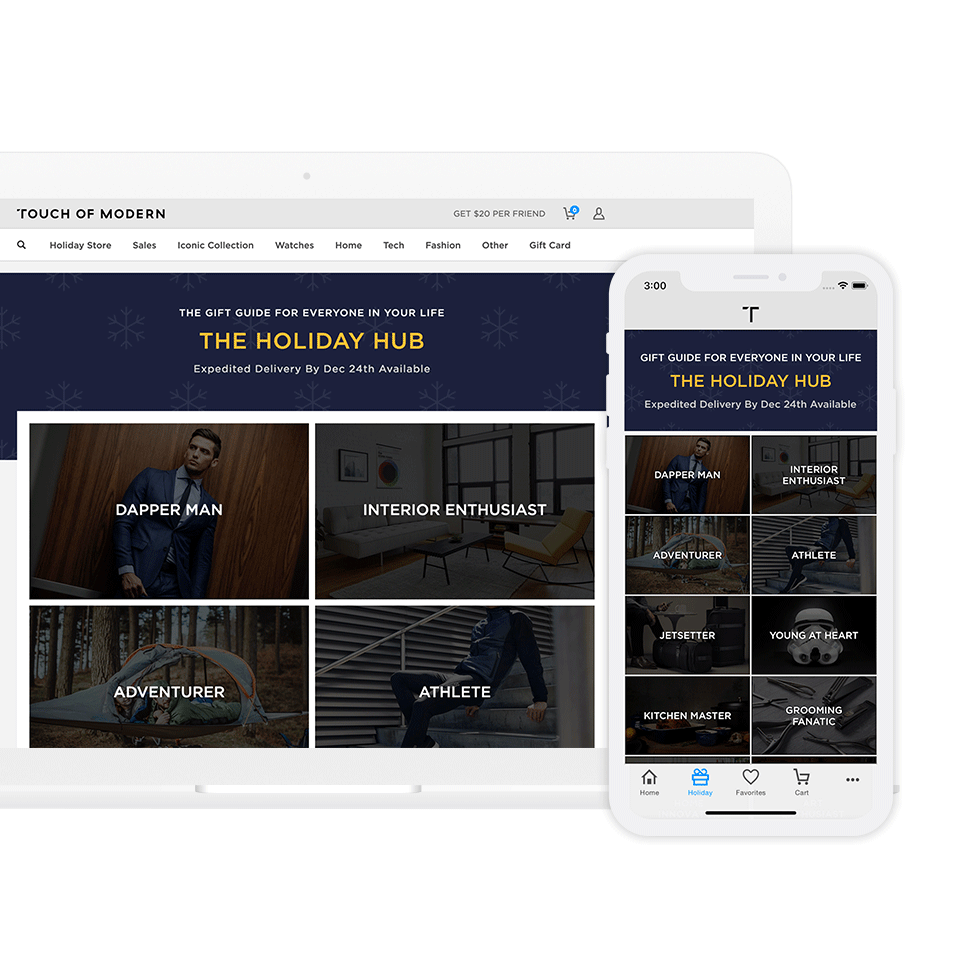 TOUCH OF MODERN
GET $20 PER FRIEND
Holiday Store Sales Iconic Collection Watches Home Tech Fashion Other Gift Card
THE GIFT GUIDE FOR EVERYONE IN YOUR LIFE
THE HOLIDAY HUB
Expedited Delivery By Dec 24th Available
DAPPER MAN
INTERIOR ENTHUSIAST
ADVENTURER
ATHLETE
3:00
T
GIFT GUIDE FOR EVERYONE IN YOUR LIFE
THE HOLIDAY HUB
Expedited Delivery By Dec 24th Available
DAPPER MAN
INTERIOR
ENTHUSIAST
ADVENTURER
ATHLETE
JETSETTER
YOUNG AT HEART
KITCHEN MASTER
GROOMING
FANATIC
Home Holiday Favorites Cart